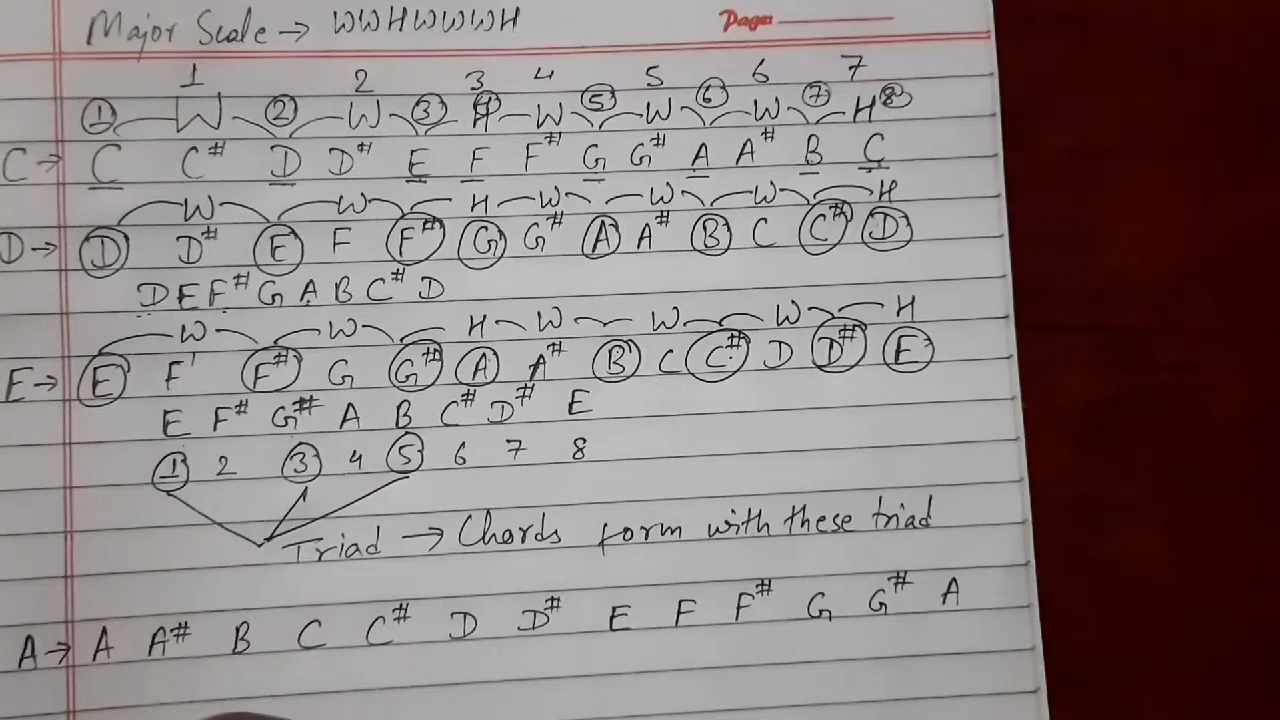 Major Scale → WWHWWWH
Page:
1 2 3 4 5 6 7
① W ② W ③ H ④ W ⑤ W ⑥ W ⑦ H ⑧
C → C C# D D# E F F# G G# A A# B C
W W H W W W H
D → D D# E F F# G G# A A# B C C# D
D E F# G A B C# D
W W H W W W H
E → E F F# G G# A A# B C C# D D# E
E F# G# A B C# D# E
① 2 ③ 4 ⑤ 6 7 8
Triad → Chords form with these triad
A → A A# B C C# D D# E F F# G G# A